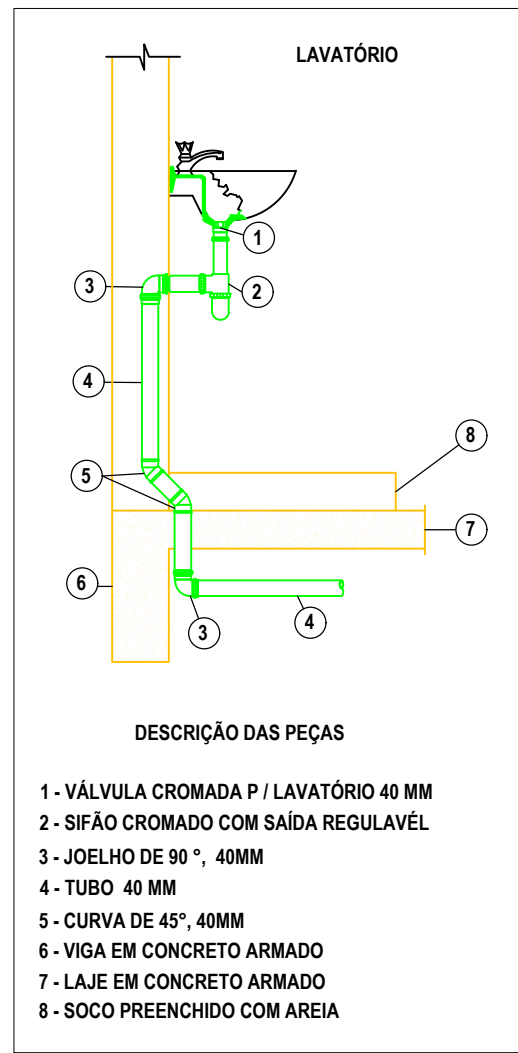 LAVATÓRIO
1
3
2
4
8
5
7
6
3
4
DESCRIÇÃO DAS PEÇAS
1 - VÁLVULA CROMADA P / LAVATÓRIO 40 MM
2 - SIFÃO CROMADO COM SAÍDA REGULAVÉL
3 - JOELHO DE 90 °, 40MM
4 - TUBO 40 MM
5 - CURVA DE 45°, 40MM
6 - VIGA EM CONCRETO ARMADO
7 - LAJE EM CONCRETO ARMADO
8 - SOCO PREENCHIDO COM AREIA